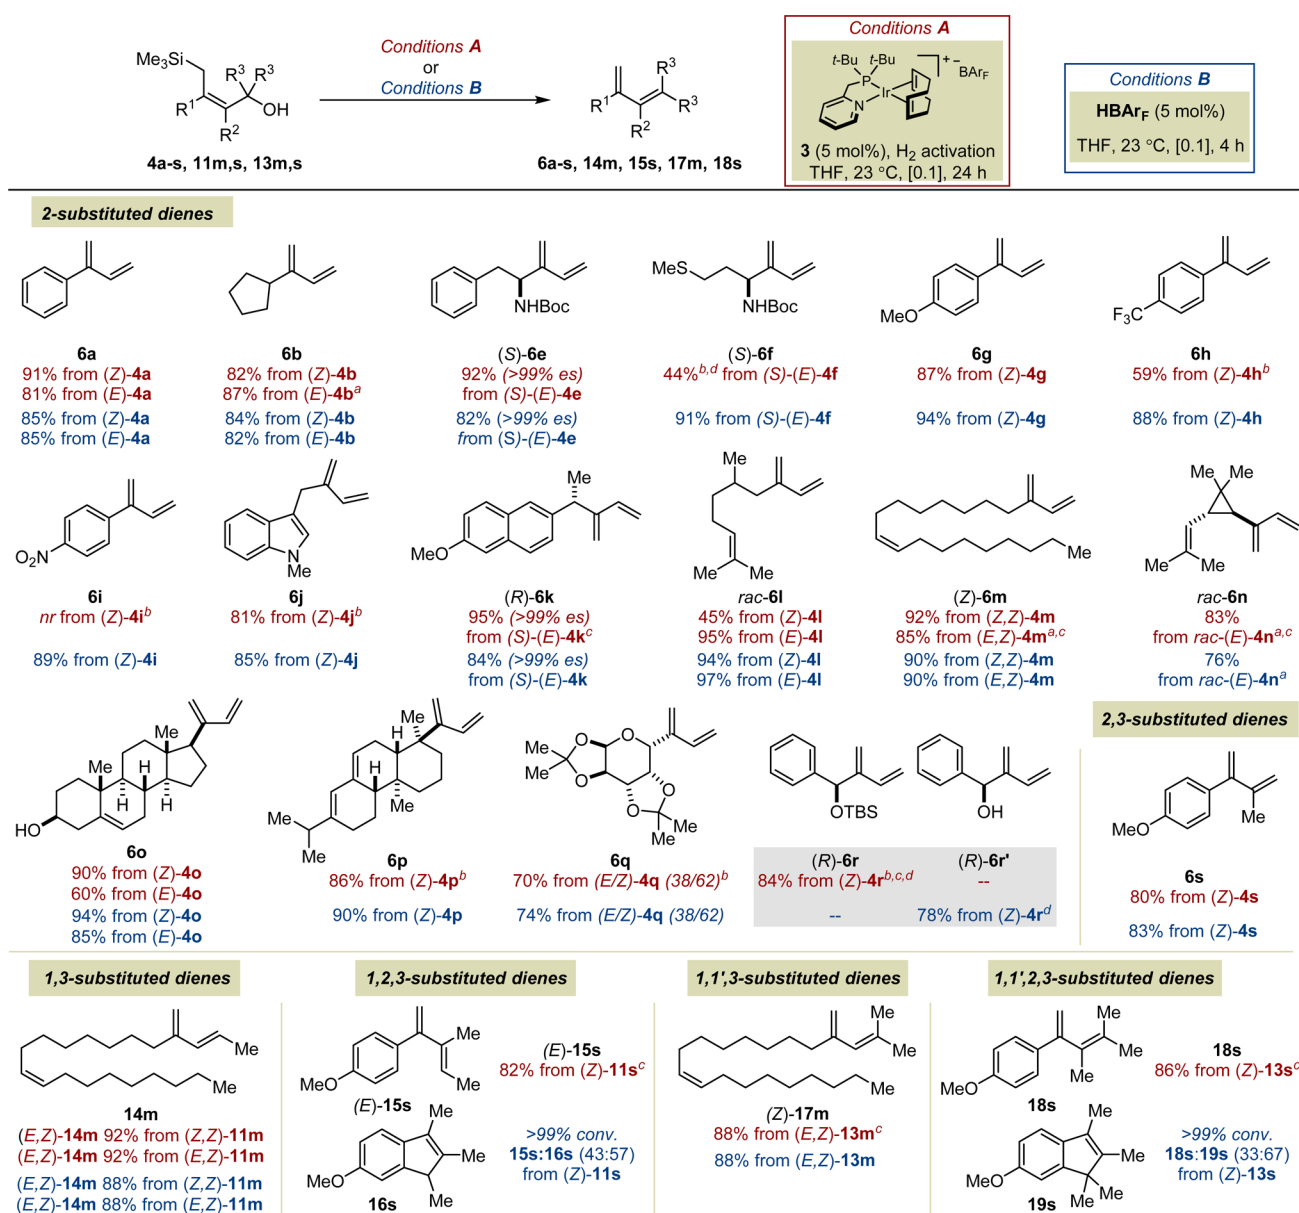 Me3Si
R3
R3
OH
R1
R2
4a-s, 11m,s, 13m,s
Conditions A
or
Conditions B
R3
R1
R3
R2
6a-s, 14m, 15s, 17m, 18s
Conditions A
t-Bu t-Bu
P
Ir
N
+ −
BArF
3 (5 mol%), H2 activation
THF, 23 °C, [0.1], 24 h
Conditions B
HBArF (5 mol%)
THF, 23 °C, [0.1], 4 h
2-substituted dienes
6a
91% from (Z)-4a
81% from (E)-4a
85% from (Z)-4a
85% from (E)-4a
6b
82% from (Z)-4b
87% from (E)-4b^a
84% from (Z)-4b
82% from (E)-4b
NHBoc
(S)-6e
92% (>99% es)
from (S)-(E)-4e
82% (>99% es)
from (S)-(E)-4e
MeS
NHBoc
(S)-6f
44%^b,d from (S)-(E)-4f
91% from (S)-(E)-4f
MeO
6g
87% from (Z)-4g
94% from (Z)-4g
F3C
6h
59% from (Z)-4h^b
88% from (Z)-4h
O2N
6i
nr from (Z)-4i^b
89% from (Z)-4i
N
Me
6j
81% from (Z)-4j^b
85% from (Z)-4j
Me
MeO
(R)-6k
95% (>99% es)
from (S)-(E)-4k^c
84% (>99% es)
from (S)-(E)-4k
Me
Me
Me
rac-6l
45% from (Z)-4l
95% from (E)-4l
94% from (Z)-4l
97% from (E)-4l
Me
(Z)-6m
92% from (Z,Z)-4m
85% from (E,Z)-4m^a,c
90% from (Z,Z)-4m
90% from (E,Z)-4m
Me Me
Me
Me
rac-6n
83%
from rac-(E)-4n^a,c
76%
from rac-(E)-4n^a
Me
Me
H
H
H
HO
6o
90% from (Z)-4o
60% from (E)-4o
94% from (Z)-4o
85% from (E)-4o
Me
H
H
Me
Me
Me
6p
86% from (Z)-4p^b
90% from (Z)-4p
Me
Me
O
O
O
O
O
Me
Me
6q
70% from (E/Z)-4q (38/62)^b
74% from (E/Z)-4q (38/62)
OTBS
(R)-6r
84% from (Z)-4r^b,c,d
--
OH
(R)-6r'
--
78% from (Z)-4r^d
2,3-substituted dienes
Me
MeO
6s
80% from (Z)-4s
83% from (Z)-4s
1,3-substituted dienes
Me
Me
14m
(E,Z)-14m 92% from (Z,Z)-11m
(E,Z)-14m 92% from (E,Z)-11m
(E,Z)-14m 88% from (Z,Z)-11m
(E,Z)-14m 88% from (E,Z)-11m
1,2,3-substituted dienes
Me
MeO
Me
(E)-15s
(E)-15s
82% from (Z)-11s^c
Me
Me
MeO
Me
16s
>99% conv.
15s:16s (43:57)
from (Z)-11s
1,1',3-substituted dienes
Me
Me
Me
(Z)-17m
88% from (E,Z)-13m^c
88% from (E,Z)-13m
1,1',2,3-substituted dienes
Me
Me
Me
MeO
18s
18s
86% from (Z)-13s^c
Me
Me
MeO
Me
Me
19s
>99% conv.
18s:19s (33:67)
from (Z)-13s